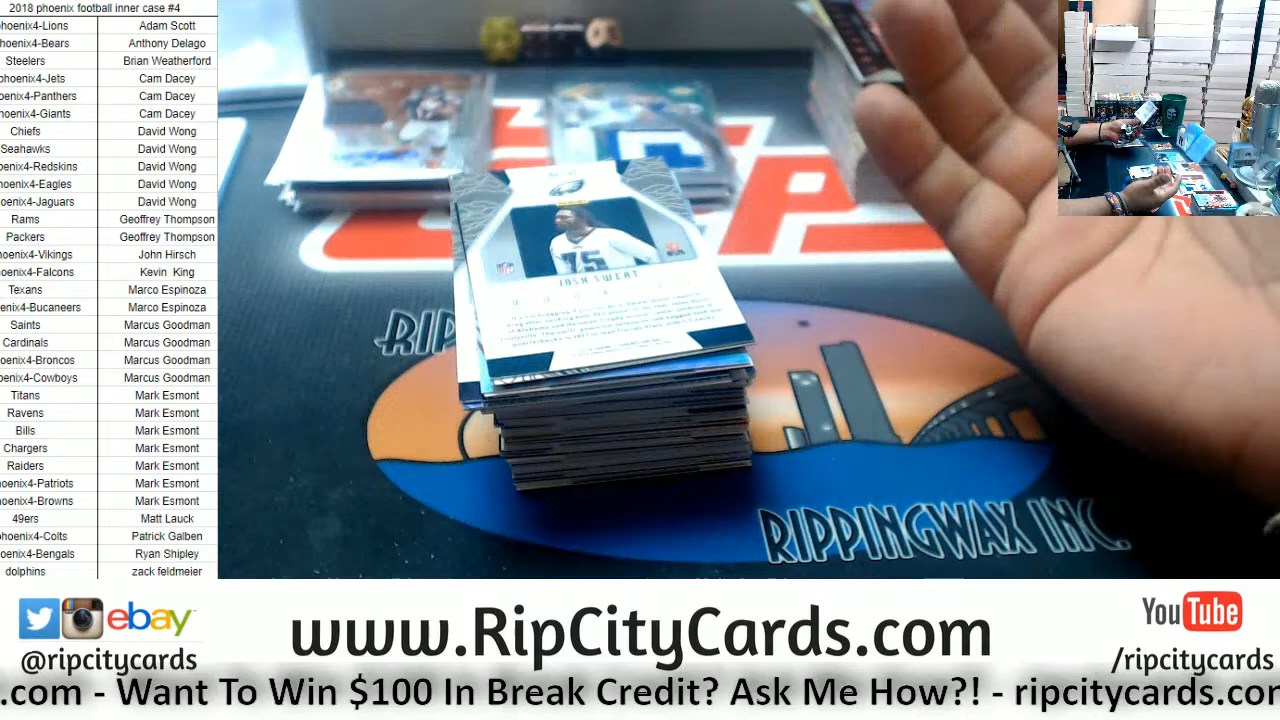 2018 phoenix football inner case #4
phoenix4-Lions Adam Scott
hoenix4-Bears Anthony Delago
Steelers Brian Weatherford
phoenix4-Jets Cam Dacey
oenix4-Panthers Cam Dacey
hoenix4-Giants Cam Dacey
Chiefs David Wong
Seahawks David Wong
oenix4-Redskins David Wong
hoenix4-Eagles David Wong
oenix4-Jaguars David Wong
Rams Geoffrey Thompson
Packers Geoffrey Thompson
hoenix4-Vikings John Hirsch
hoenix4-Falcons Kevin King
Texans Marco Espinoza
enix4-Bucaneers Marco Espinoza
Saints Marcus Goodman
Cardinals Marcus Goodman
oenix4-Broncos Marcus Goodman
oenix4-Cowboys Marcus Goodman
Titans Mark Esmont
Ravens Mark Esmont
Bills Mark Esmont
Chargers Mark Esmont
Raiders Mark Esmont
hoenix4-Patriots Mark Esmont
oenix4-Browns Mark Esmont
49ers Matt Lauck
phoenix4-Colts Patrick Galben
oenix4-Bengals Ryan Shipley
dolphins zack feldmeier
75
JOSH SWEAT
RIP
RIPPINGWAX INC.
ebay
@ripcitycards
www.RipCityCards.com
YouTube
/ripcitycards
.com - Want To Win $100 In Break Credit? Ask Me How?! - ripcitycards.com